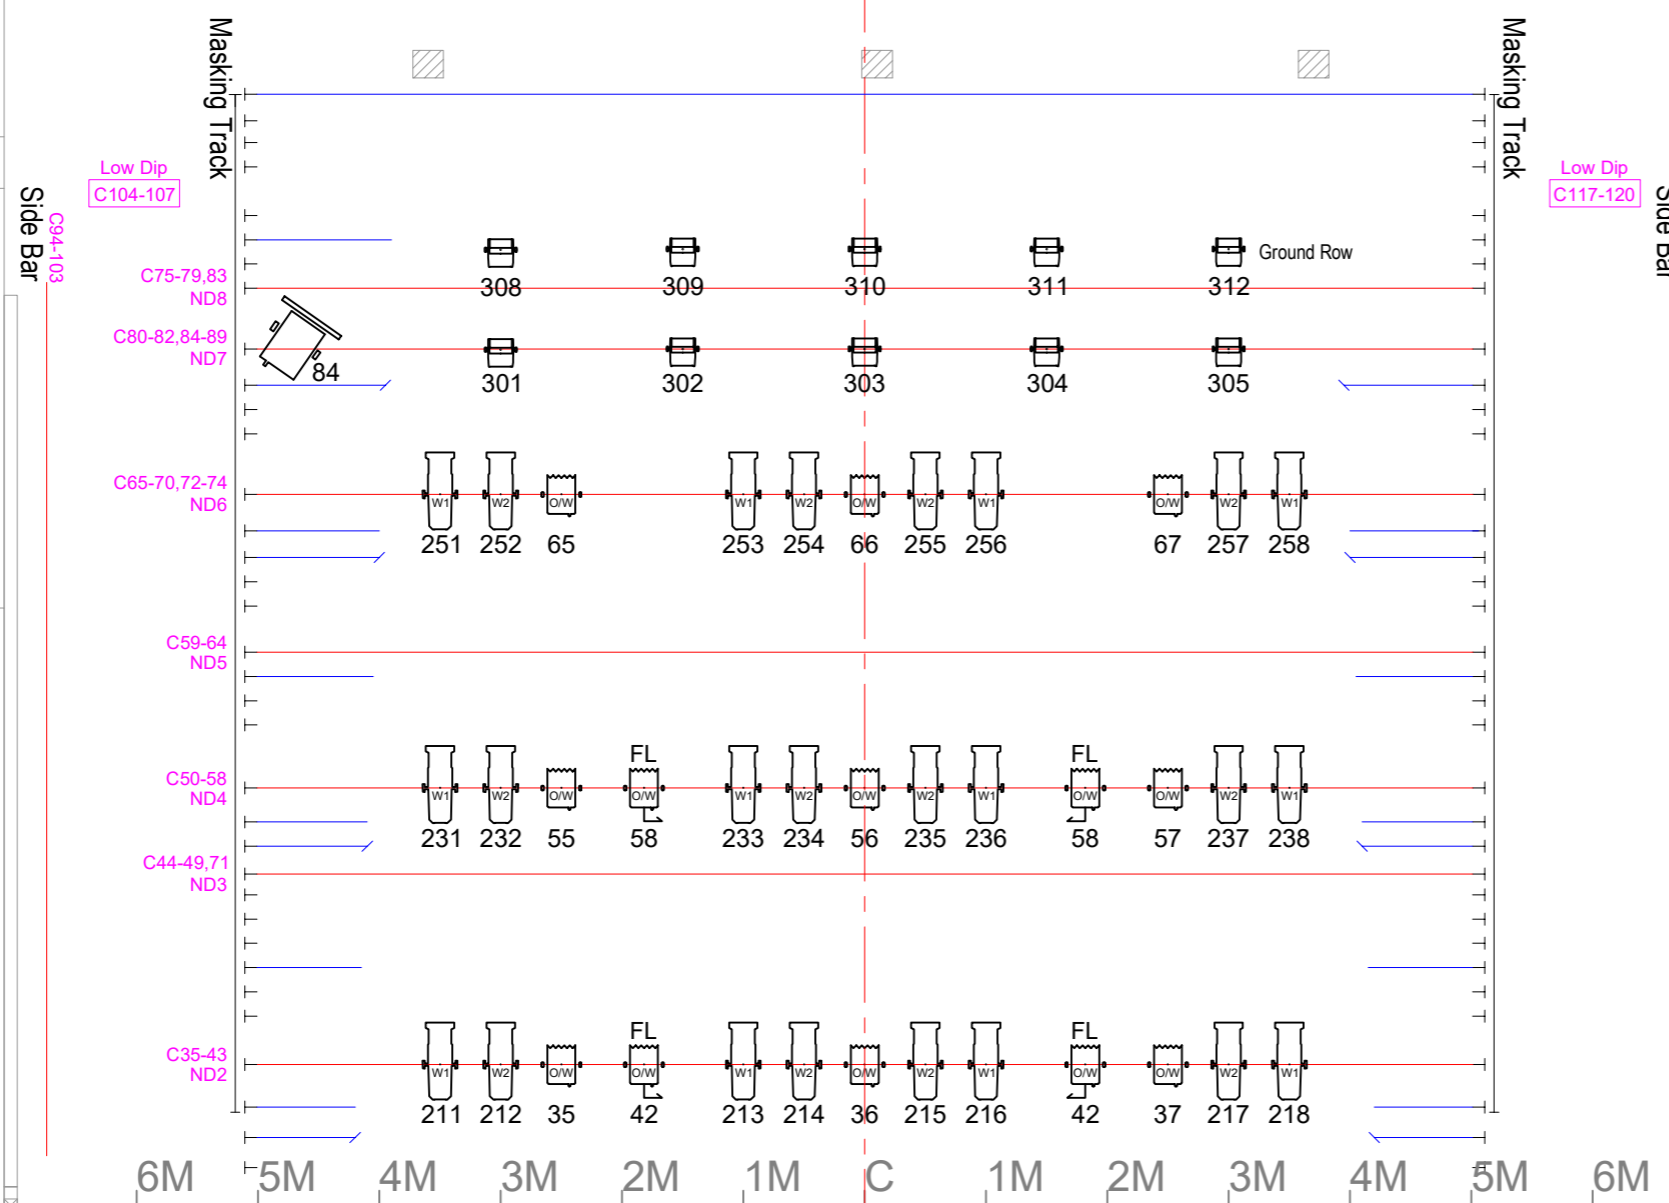 Masking Track
Masking Track
Low Dip
C104-107
Low Dip
C117-120
Side Bar
C94-103
Side Bar
C75-79,83
ND8
308
309
310
311
312
Ground Row
C80-82,84-89
ND7
84
301
302
303
304
305
C65-70,72-74
ND6
W1 W2 O/W W1 W2 O/W W2 W1 O/W W2 W1
251 252 65 253 254 66 255 256 67 257 258
C59-64
ND5
FL FL
C50-58
ND4
W1 W2 O/W O/W W1 W2 O/W W2 W1 O/W O/W W2 W1
231 232 55 58 233 234 56 235 236 58 57 237 238
C44-49,71
ND3
FL FL
C35-43
ND2
W1 W2 O/W O/W W1 W2 O/W W2 W1 O/W O/W W2 W1
211 212 35 42 213 214 36 215 216 42 37 217 218
6M 5M 4M 3M 2M 1M C 1M 2M 3M 4M 5M 6M